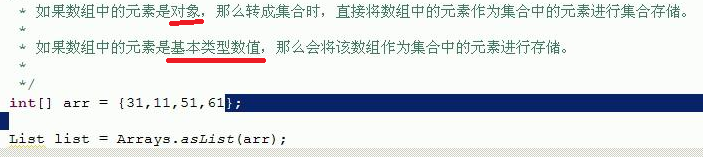 * 如果数组中的元素是对象，那么转成集合时，直接将数组中的元素作为集合中的元素进行集合存储。
*
* 如果数组中的元素是基本类型数值，那么会将该数组作为集合中的元素进行存储。
*
*/
int[] arr = {31,11,51,61};
List list = Arrays.asList(arr);